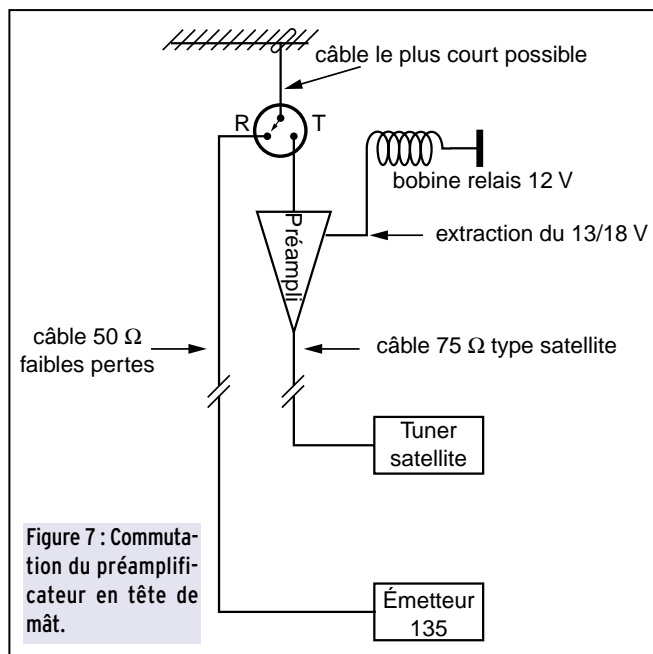 câble le plus court possible
R
T
bobine relais 12 V
Préampli
extraction du 13/18 V
câble 50 Ω
faibles pertes
câble 75 Ω type satellite
Tuner
satellite
Figure 7 : Commuta-
tion du préamplifi-
cateur en tête de
mât.
Émetteur
135